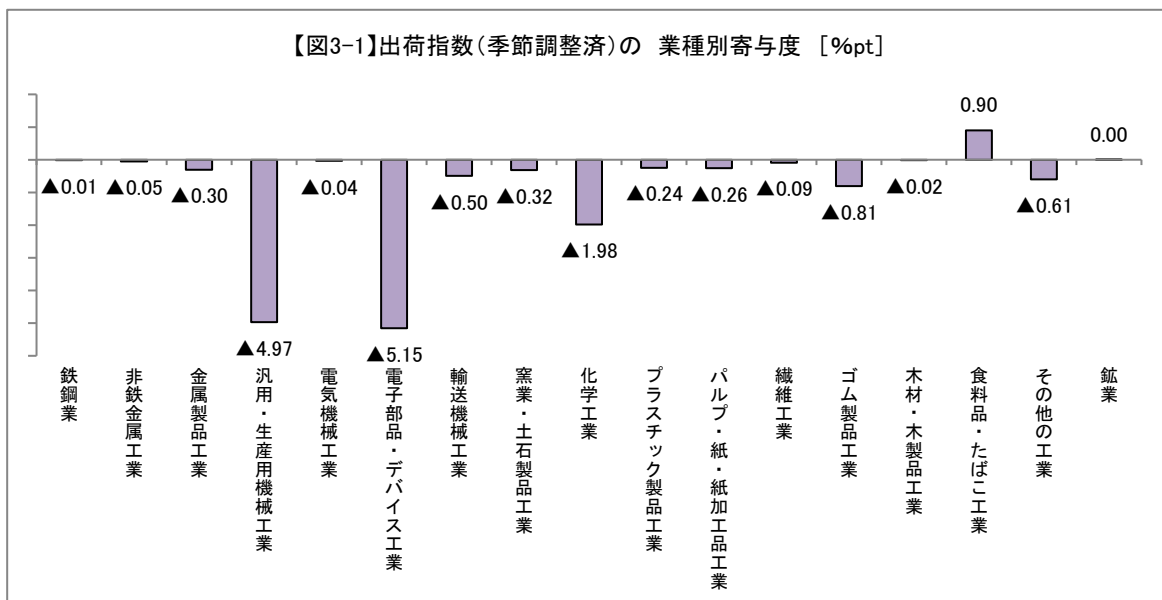 【図3-1】出荷指数(季節調整済)の 業種別寄与度 [%pt]
▲0.01
▲0.05
▲0.30
▲4.97
▲0.04
▲5.15
▲0.50
▲0.32
▲1.98
▲0.24
▲0.26
▲0.09
▲0.81
▲0.02
0.90
▲0.61
0.00
鉄鋼業
非鉄金属工業
金属製品工業
汎用・生産用機械工業
電気機械工業
電子部品・デバイス工業
輸送機械工業
窯業・土石製品工業
化学工業
プラスチック製品工業
パルプ・紙・紙加工品工業
繊維工業
ゴム製品工業
木材・木製品工業
食料品・たばこ工業
その他の工業
鉱業